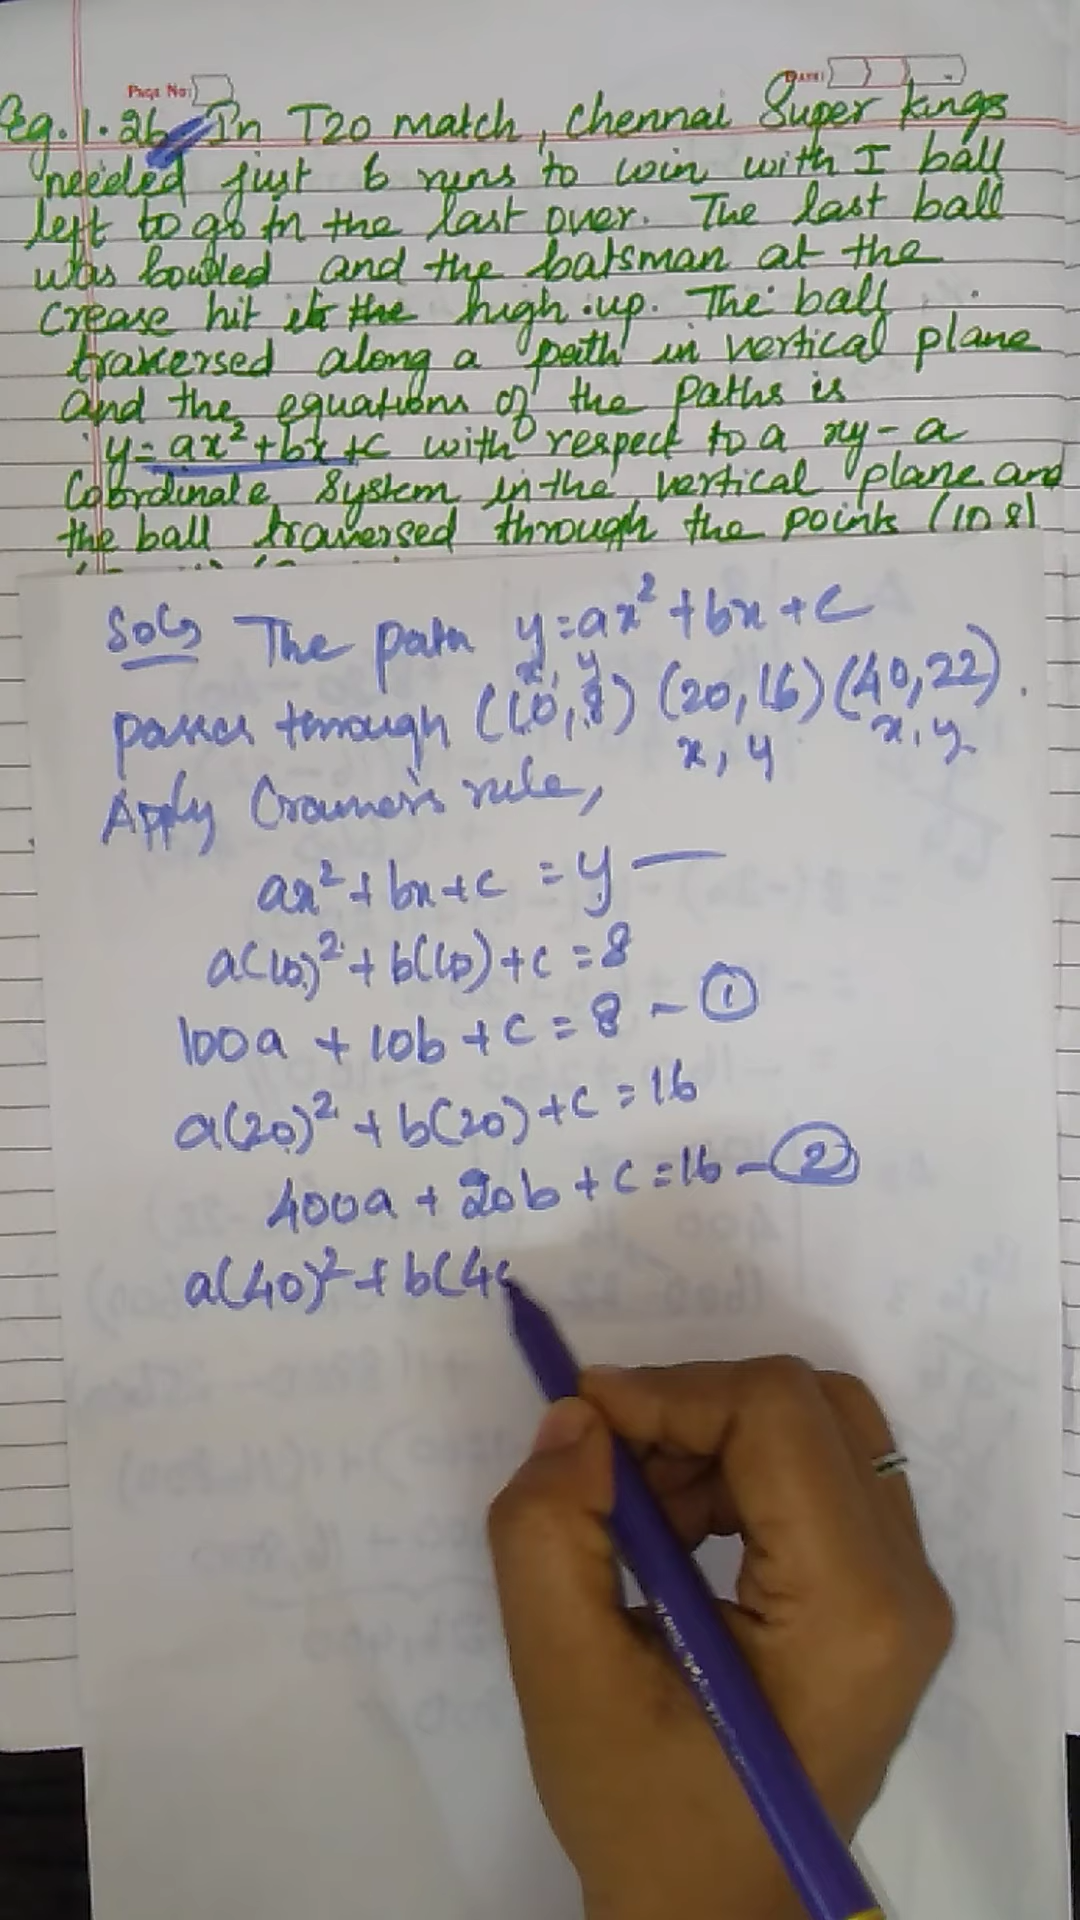 Page No:
Date:
Eg. 1.26 In T20 match, Chennai Super kings
needed just 6 runs to win with I ball
left to go in the last over. The last ball
was bowled and the batsman at the
crease hit it the high up. The ball
traversed along a path in vertical plane
and the equations of the paths is
y=ax²+bx+c with respect to a xy-a
Coordinate System in the vertical plane and
the ball traversed through the points (10 8)
Soln The path y=ax²+bx+c
x, y
passes through (10,8) (20,16) (40,22).
x, y x, y
Apply Cramer's rule,
ax²+bx+c = y —
a(10)²+b(10)+c = 8
100a + 10b + c = 8 - ①
a(20)² + b(20)+c = 16
400a + 20b + c = 16 - ②
a(40)² + b(40